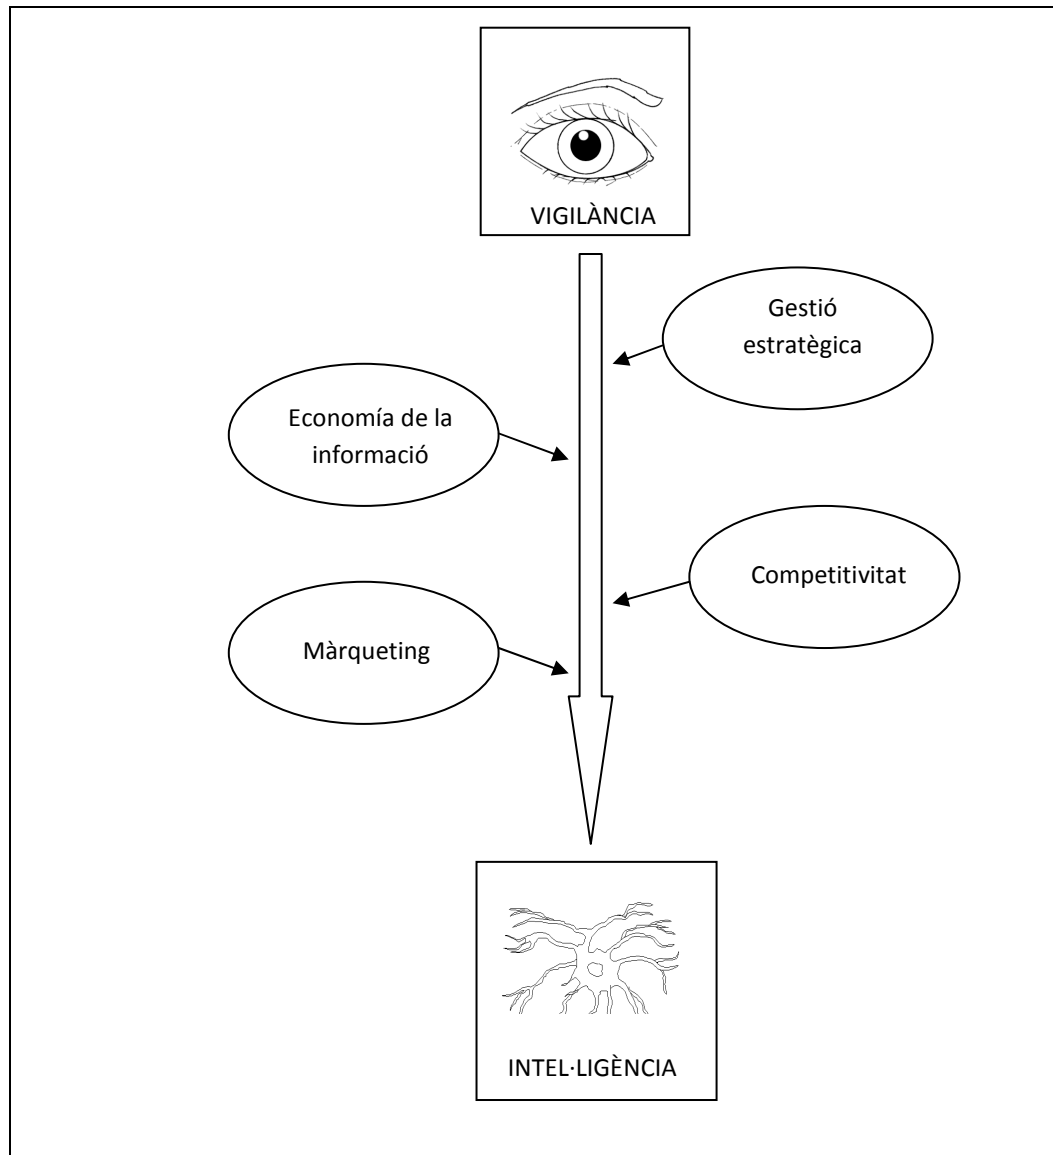 VIGILÀNCIA
Gestió
estratègica
Economía de la
informació
Competitivitat
Màrqueting
INTEL·LIGÈNCIA